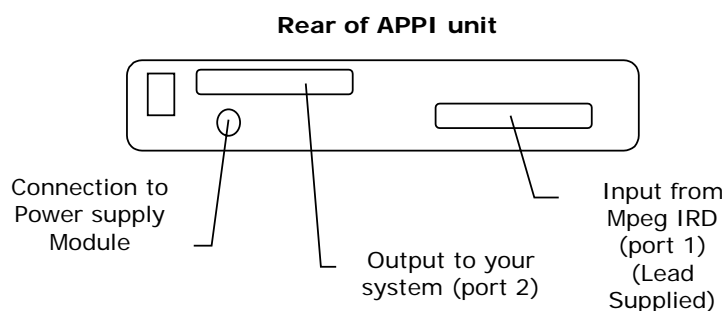 Rear of APPI unit
Connection to
Power supply
Module
Output to your
system (port 2)
Input from
Mpeg IRD
(port 1)
(Lead
Supplied)